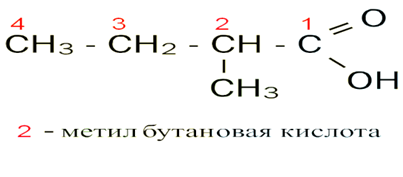 4 3 2 1
O
CH3 - CH2 - CH - C
CH3 OH
2 - метил бутановая кислота